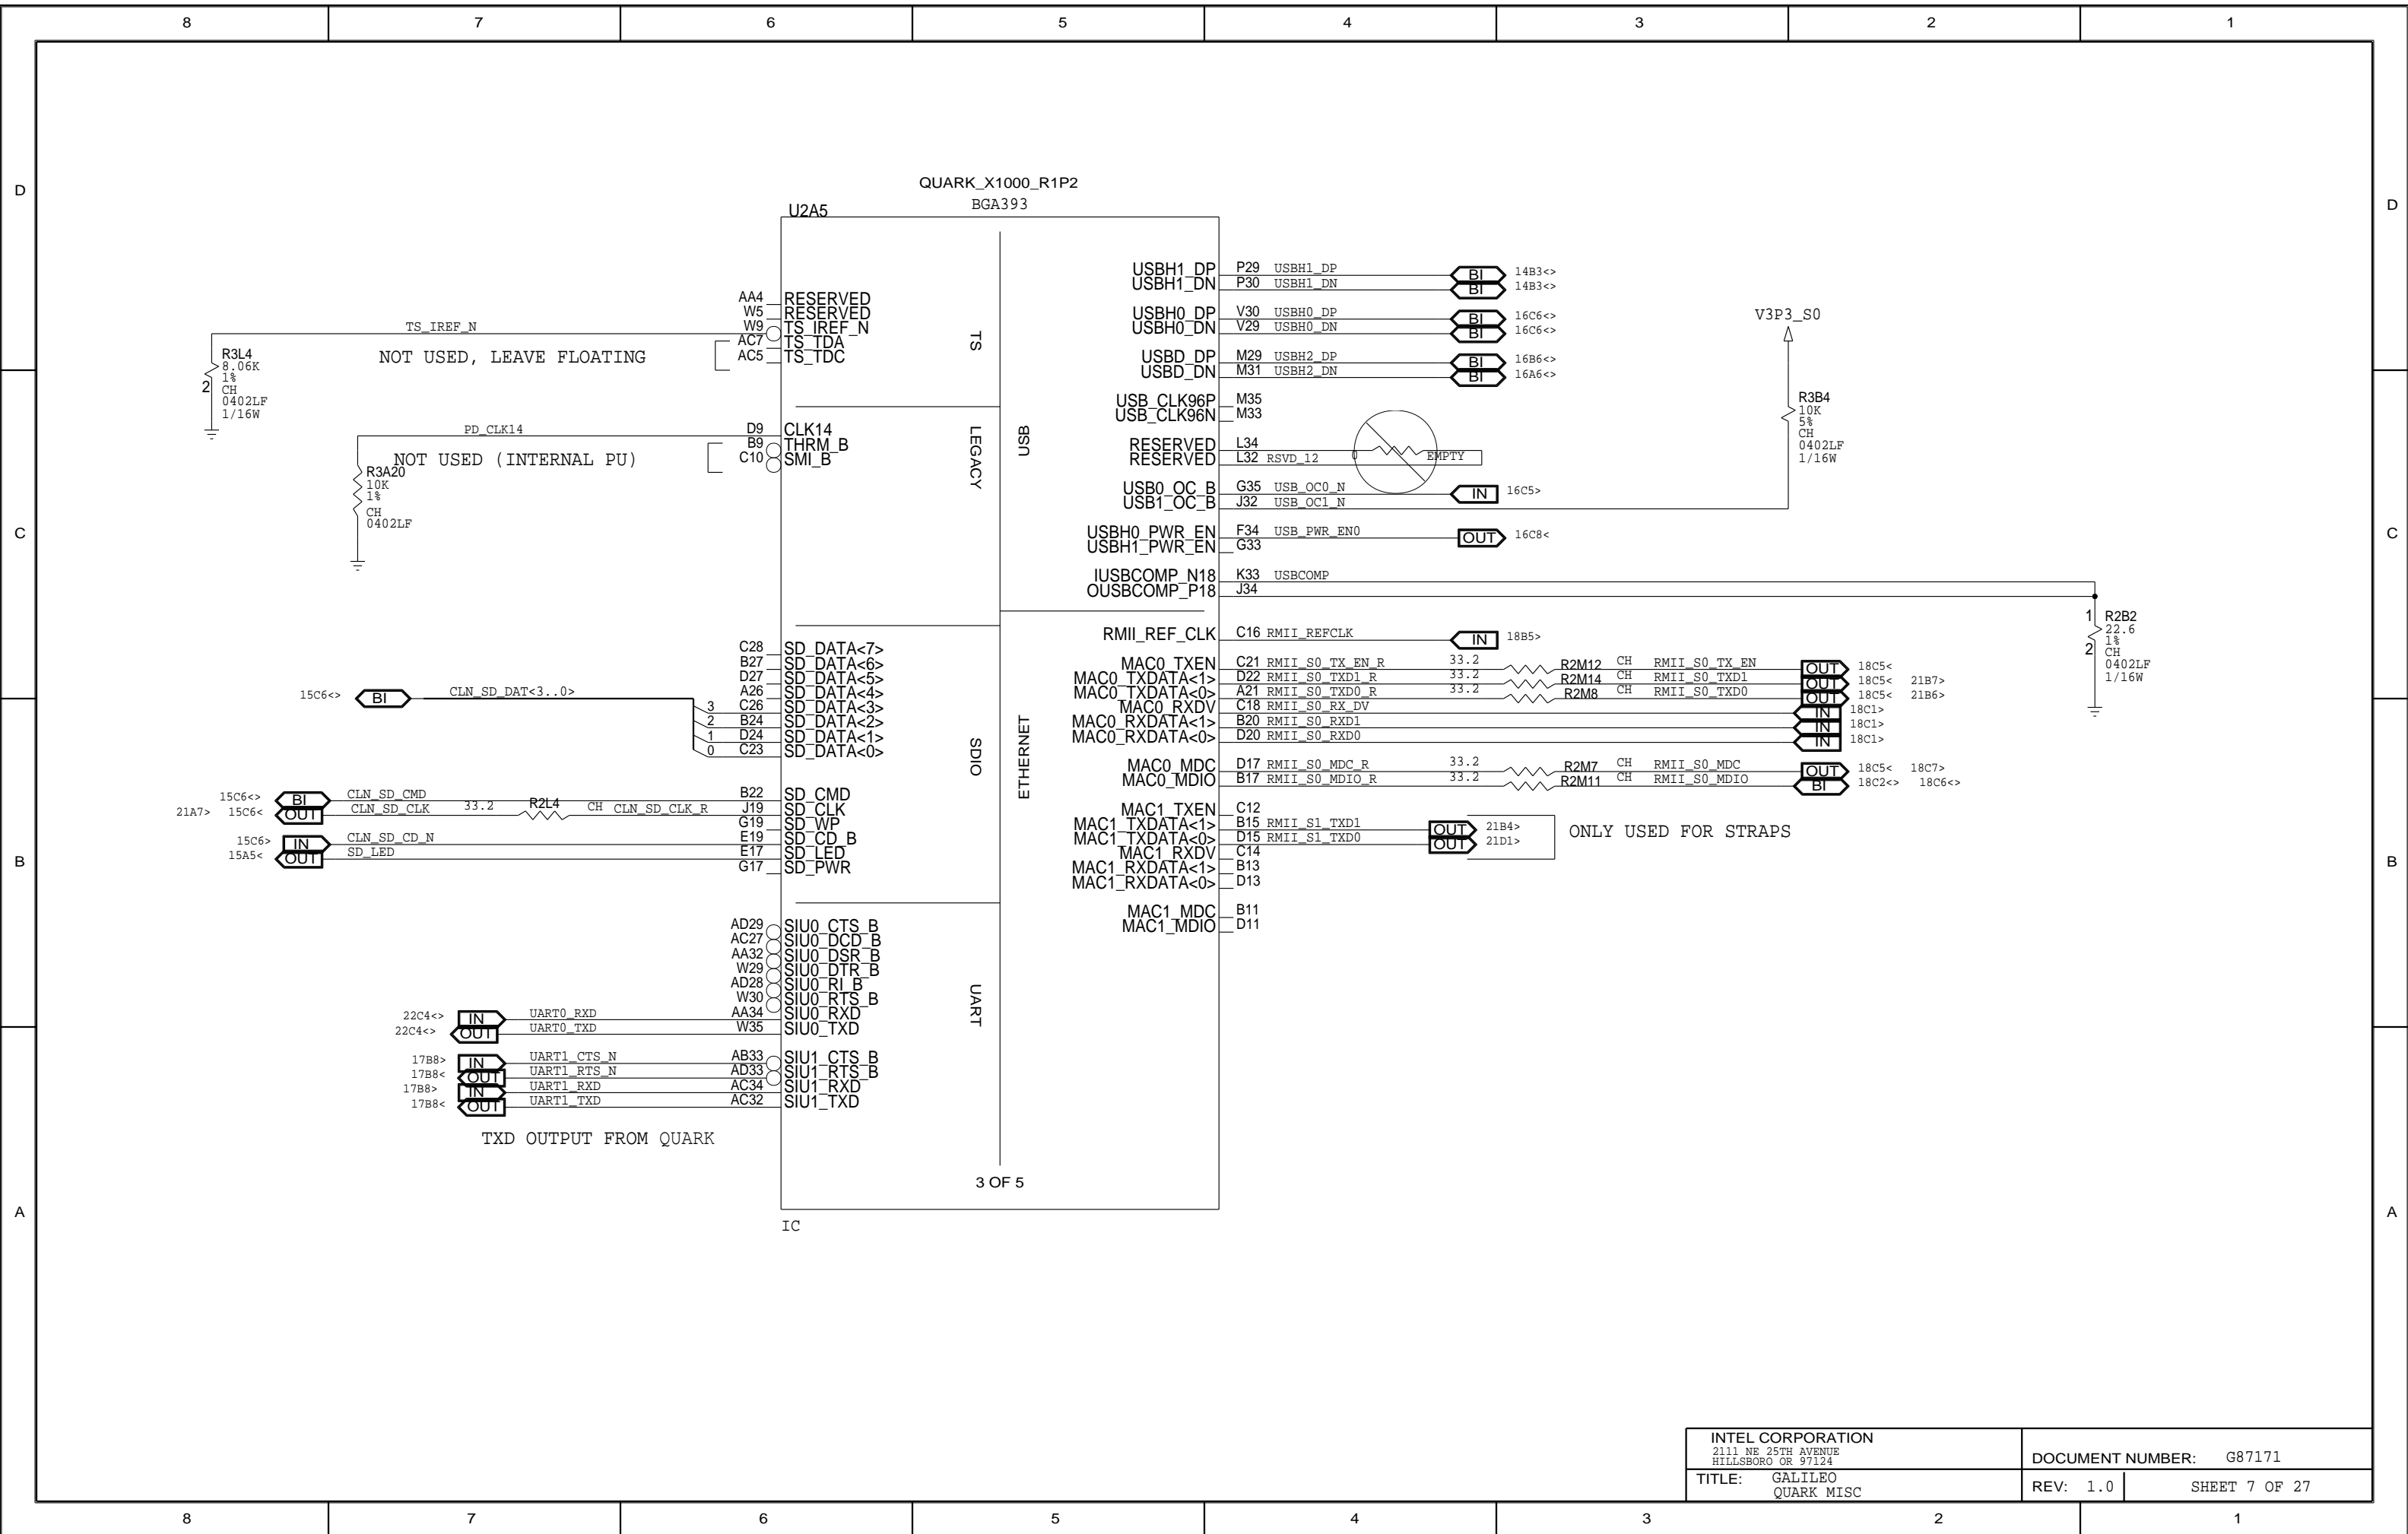 8 7 6 5 4 3 2 1
D
D
QUARK_X1000_R1P2
BGA393
U2A5
AA4 RESERVED
W5 RESERVED
TS_IREF_N W9 TS_IREF_N
AC7 TS_TDA
AC5 TS_TDC
NOT USED, LEAVE FLOATING
R3L4
8.06K
1%
2 CH
0402LF
1/16W
TS
PD_CLK14 D9 CLK14
B9 THRM_B
C10 SMI_B
NOT USED (INTERNAL PU)
R3A20
10K
1%
CH
0402LF
LEGACY
USB
USBH1_DP P29 USBH1_DP BI 14B3<>
USBH1_DN P30 USBH1_DN BI 14B3<>
USBH0_DP V30 USBH0_DP BI 16C6<>
USBH0_DN V29 USBH0_DN BI 16C6<>
USBD_DP M29 USBH2_DP BI 16B6<>
USBD_DN M31 USBH2_DN BI 16A6<>
USB_CLK96P M35
USB_CLK96N M33
RESERVED L34
RESERVED L32 RSVD_12 0 EMPTY
USB0_OC_B G35 USB_OC0_N IN 16C5>
USB1_OC_B J32 USB_OC1_N
V3P3_S0
R3B4
10K
5%
CH
0402LF
1/16W
USBH0_PWR_EN F34 USB_PWR_EN0 OUT 16C8<
USBH1_PWR_EN G33
IUSBCOMP_N18 K33 USBCOMP
OUSBCOMP_P18 J34
1 R2B2
22.6
1%
2 CH
0402LF
1/16W
C
C
C28 SD_DATA<7>
B27 SD_DATA<6>
D27 SD_DATA<5>
A26 SD_DATA<4>
15C6<> BI CLN_SD_DAT<3..0>
3 C26 SD_DATA<3>
2 B24 SD_DATA<2>
1 D24 SD_DATA<1>
0 C23 SD_DATA<0>
15C6<> BI CLN_SD_CMD B22 SD_CMD
21A7> 15C6< OUT CLN_SD_CLK 33.2 R2L4 CH CLN_SD_CLK_R J19 SD_CLK
G19 SD_WP
15C6> IN CLN_SD_CD_N E19 SD_CD_B
15A5< OUT SD_LED E17 SD_LED
G17 SD_PWR
SDIO
ETHERNET
RMII_REF_CLK C16 RMII_REFCLK IN 18B5>
MAC0_TXEN C21 RMII_S0_TX_EN_R 33.2 R2M12 CH RMII_S0_TX_EN OUT 18C5<
MAC0_TXDATA<1> D22 RMII_S0_TXD1_R 33.2 R2M14 CH RMII_S0_TXD1 OUT 18C5< 21B7>
MAC0_TXDATA<0> A21 RMII_S0_TXD0_R 33.2 R2M8 CH RMII_S0_TXD0 OUT 18C5< 21B6>
MAC0_RXDV C18 RMII_S0_RX_DV IN 18C1>
MAC0_RXDATA<1> B20 RMII_S0_RXD1 IN 18C1>
MAC0_RXDATA<0> D20 RMII_S0_RXD0 IN 18C1>
MAC0_MDC D17 RMII_S0_MDC_R 33.2 R2M7 CH RMII_S0_MDC OUT 18C5< 18C7>
MAC0_MDIO B17 RMII_S0_MDIO_R 33.2 R2M11 CH RMII_S0_MDIO BI 18C2<> 18C6<>
MAC1_TXEN C12
MAC1_TXDATA<1> B15 RMII_S1_TXD1 OUT 21B4>
MAC1_TXDATA<0> D15 RMII_S1_TXD0 OUT 21D1>
MAC1_RXDV C14
MAC1_RXDATA<1> B13
MAC1_RXDATA<0> D13
ONLY USED FOR STRAPS
MAC1_MDC B11
MAC1_MDIO D11
B
B
AD29 SIU0_CTS_B
AC27 SIU0_DCD_B
AA32 SIU0_DSR_B
W29 SIU0_DTR_B
AD28 SIU0_RI_B
W30 SIU0_RTS_B
22C4<> IN UART0_RXD AA34 SIU0_RXD
22C4<> OUT UART0_TXD W35 SIU0_TXD
17B8> IN UART1_CTS_N AB33 SIU1_CTS_B
17B8< OUT UART1_RTS_N AD33 SIU1_RTS_B
17B8> IN UART1_RXD AC34 SIU1_RXD
17B8< OUT UART1_TXD AC32 SIU1_TXD
UART
TXD OUTPUT FROM QUARK
3 OF 5
IC
A
A
INTEL CORPORATION
2111 NE 25TH AVENUE
HILLSBORO OR 97124
DOCUMENT NUMBER: G87171
TITLE: GALILEO
QUARK MISC
REV: 1.0
SHEET 7 OF 27
8 7 6 5 4 3 2 1